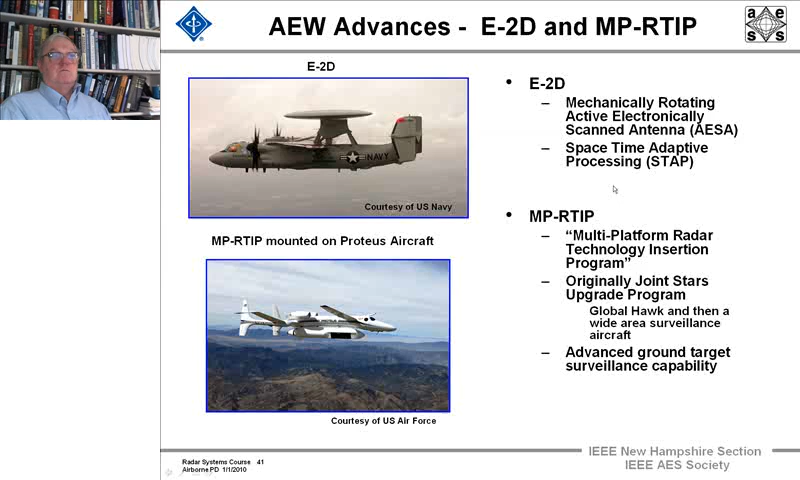 AEW Advances - E-2D and MP-RTIP
aes
s
E-2D
NAVY
Courtesy of US Navy
MP-RTIP mounted on Proteus Aircraft
Courtesy of US Air Force
• E-2D
– Mechanically Rotating
Active Electronically
Scanned Antenna (AESA)
– Space Time Adaptive
Processing (STAP)
• MP-RTIP
– “Multi-Platform Radar
Technology Insertion
Program”
– Originally Joint Stars
Upgrade Program
Global Hawk and then a
wide area surveillance
aircraft
– Advanced ground target
surveillance capability
Radar Systems Course 41
Airborne PD 1/1/2010
IEEE New Hampshire Section
IEEE AES Society